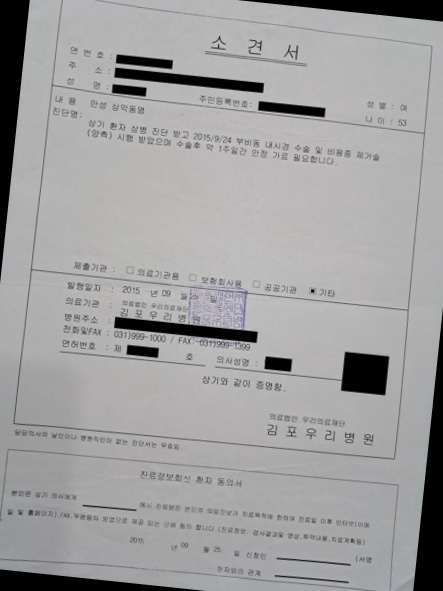 소 견 서
연 번 호 :
주 소 :
성 명 : 주민등록번호: 성 별 : 여
나 이 : 53
내 용 만성 상악동염
진단명:
상기 환자 상병 진단 받고 2015/9/24 부비동 내시경 수술 및 비용종 제거술
(양측) 시행 받았으며 수술후 약 1주일간 안정 가료 필요합니다.
제출기관 : □ 의료기관용 □ 보험회사용 □ 공공기관 ▣ 기타
발행일자 : 2015 년 09 월 25 일
의료기관 : 의료법인 우리의료재단
김 포 우 리 병 원
병원주소 :
전화및FAX : 031)999-1000 / FAX : 031)999-1399
면허번호 : 제 호 의사성명 :
상기와 같이 증명함.
의료법인 우리의료재단
김 포 우 리 병 원
담당의사의 날인이나 병원직인이 없는 진단서는 무효임.
진료정보회신 환자 동의서
본인은 상기 의사에게 에서 진료받은 본인의 의료정보가 치료목적에 한하여 진료일 이후 인터넷(이메
일 및 홈페이지),FAX,우편등의 방법으로 제공 되는 것에 동의 합니다.(진료정보: 검사결과및 영상,투약내용,치료계획등)
2015 년 09 월 25 일 신청인 (서명
환자와의 관계